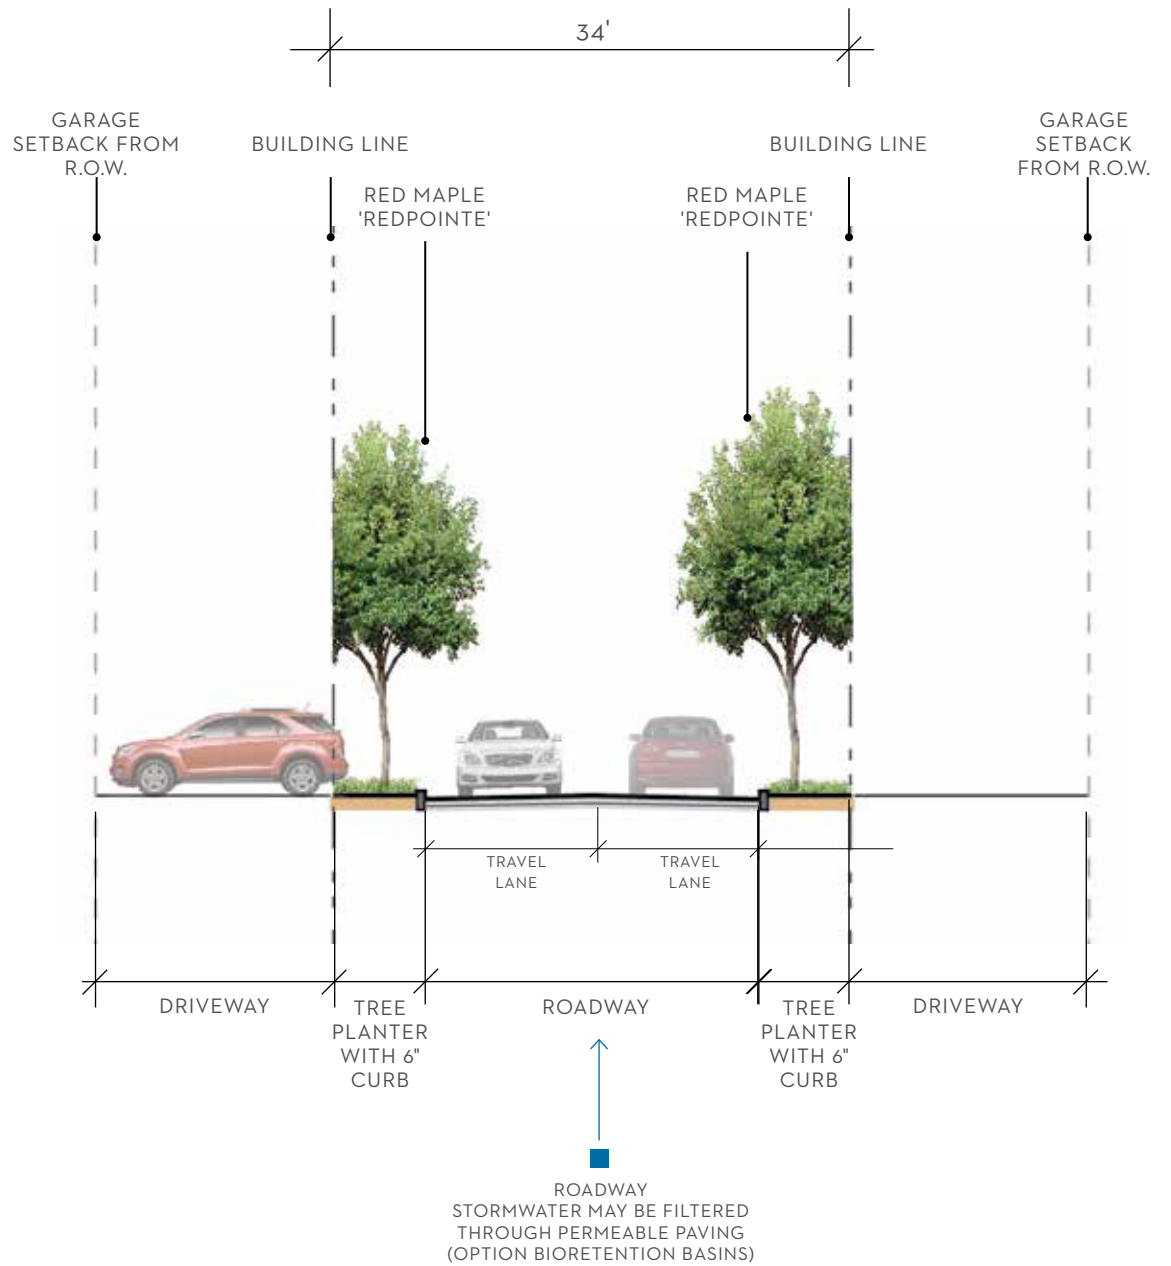 34'
GARAGE
SETBACK FROM
R.O.W.
BUILDING LINE
BUILDING LINE
GARAGE
SETBACK
FROM R.O.W.
RED MAPLE
'REDPOINTE'
RED MAPLE
'REDPOINTE'
TRAVEL
LANE
TRAVEL
LANE
DRIVEWAY
TREE
PLANTER
WITH 6"
CURB
ROADWAY
TREE
PLANTER
WITH 6"
CURB
DRIVEWAY
ROADWAY
STORMWATER MAY BE FILTERED
THROUGH PERMEABLE PAVING
(OPTION BIORETENTION BASINS)